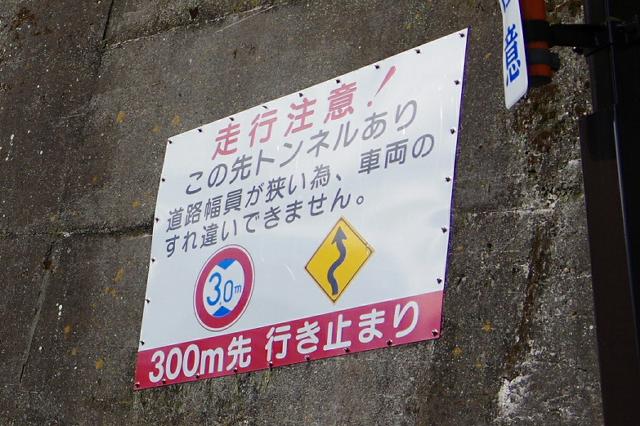 走行注意!
この先トンネルあり
道路幅員が狭い為、車両の
すれ違いできません。
3.0m
300m先 行き止まり
意